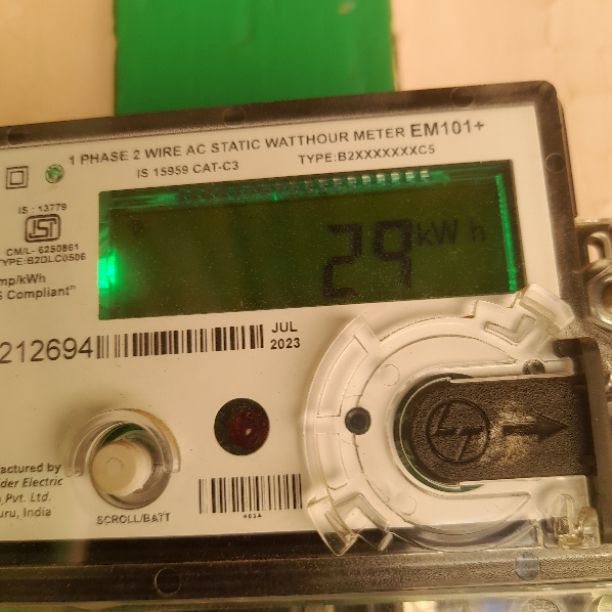 1 PHASE 2 WIRE AC STATIC WATTHOUR METER EM101+
IS 15959 CAT-C3 TYPE:B2XXXXXXXC5
IS : 13779
CM/L- 6250861
TYPE:B2DLC0506
mp/kWh
S Compliant"
29 kW h
212694
JUL
2023
actured by
der Electric
Pvt. Ltd.
uru, India
SCROLL/BATT
LT